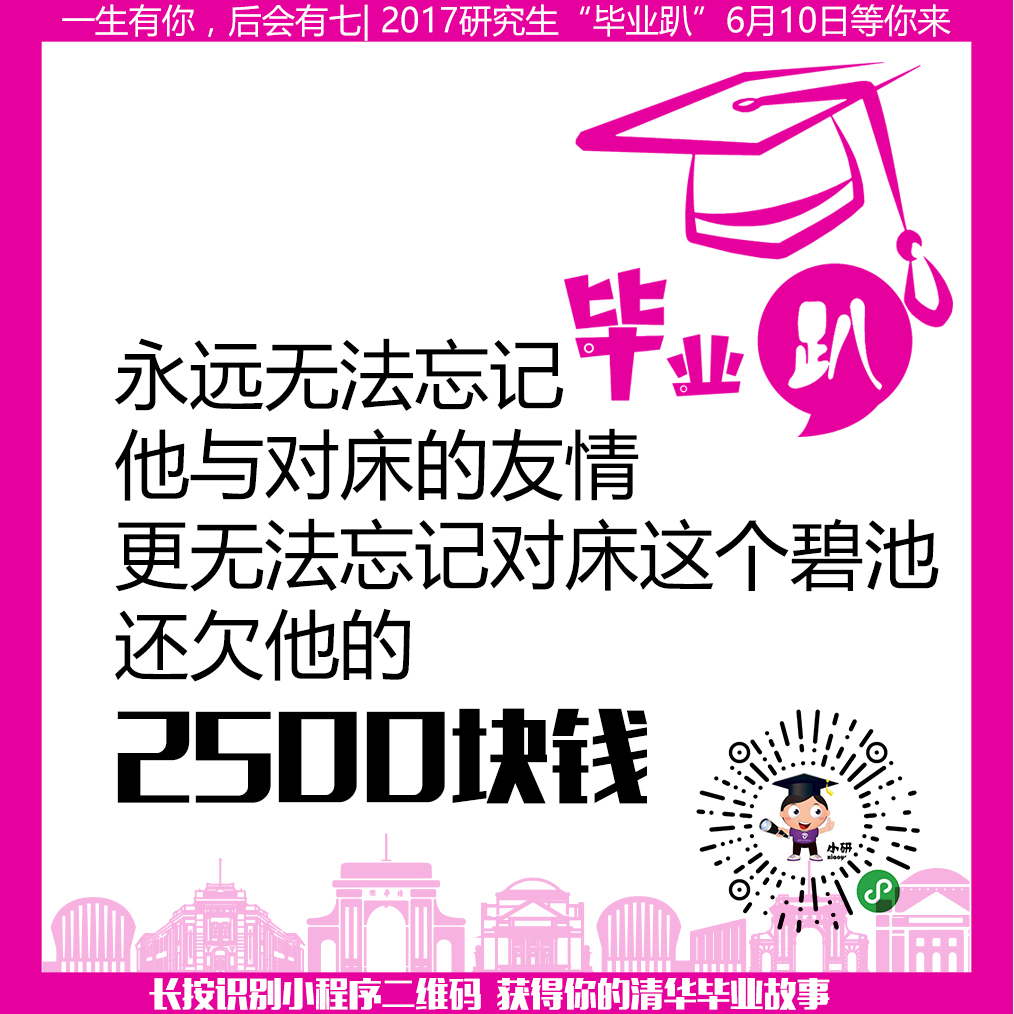 一生有你，后会有七| 2017研究生“毕业趴”6月10日等你来
毕业趴
永远无法忘记
他与对床的友情
更无法忘记对床这个碧池
还欠他的
2500块钱
小研
长按识别小程序二维码 获得你的清华毕业故事